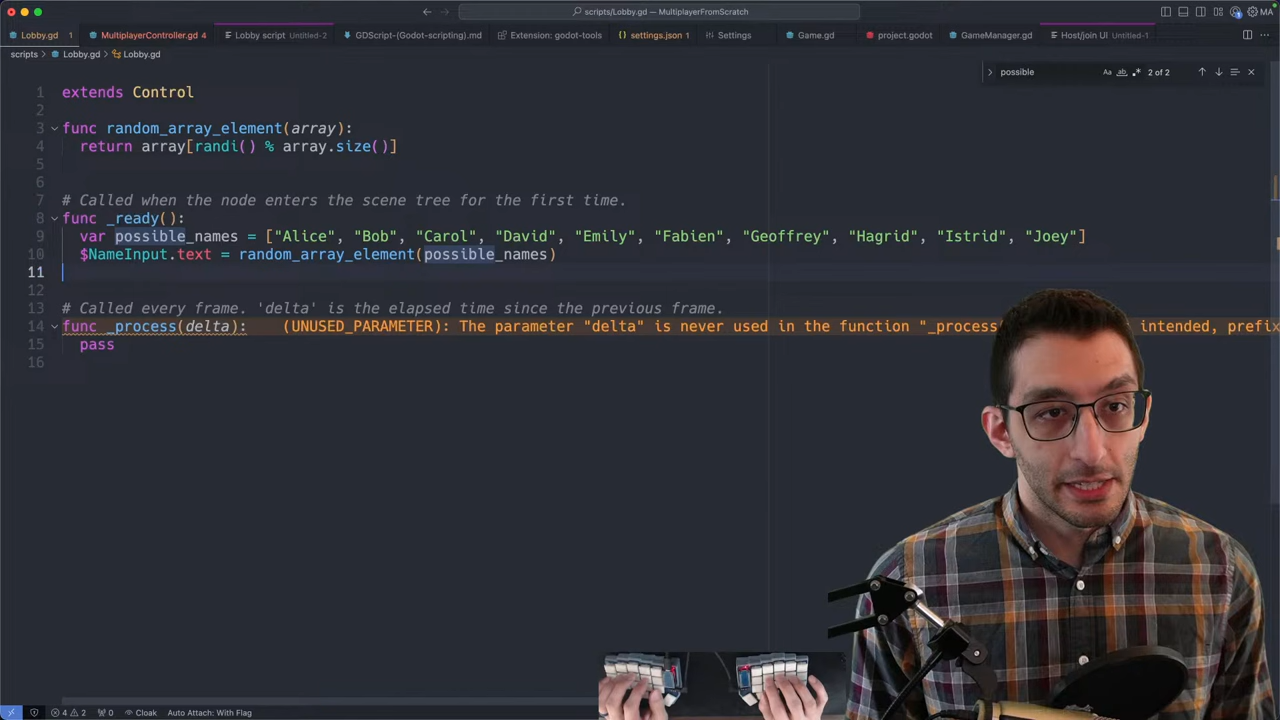 scripts/Lobby.gd — MultiplayerFromScratch
MA
Lobby.gd 1
MultiplayerController.gd 4
Lobby script Untitled-2
GDScript-(Godot-scripting).md
Extension: godot-tools
settings.json 1
Settings
Game.gd
project.godot
GameManager.gd
Host/join UI Untitled-1
scripts > Lobby.gd > Lobby.gd
possible
Aa ab .* 2 of 2
1 extends Control
2
3 func random_array_element(array):
4 return array[randi() % array.size()]
5
6
7 # Called when the node enters the scene tree for the first time.
8 func _ready():
9 var possible_names = ["Alice", "Bob", "Carol", "David", "Emily", "Fabien", "Geoffrey", "Hagrid", "Istrid", "Joey"]
10 $NameInput.text = random_array_element(possible_names)
11
12
13 # Called every frame. 'delta' is the elapsed time since the previous frame.
14 func _process(delta): (UNUSED_PARAMETER): The parameter "delta" is never used in the function "_process intended, prefix
15 pass
16
4 2 0 Cloak Auto Attach: With Flag